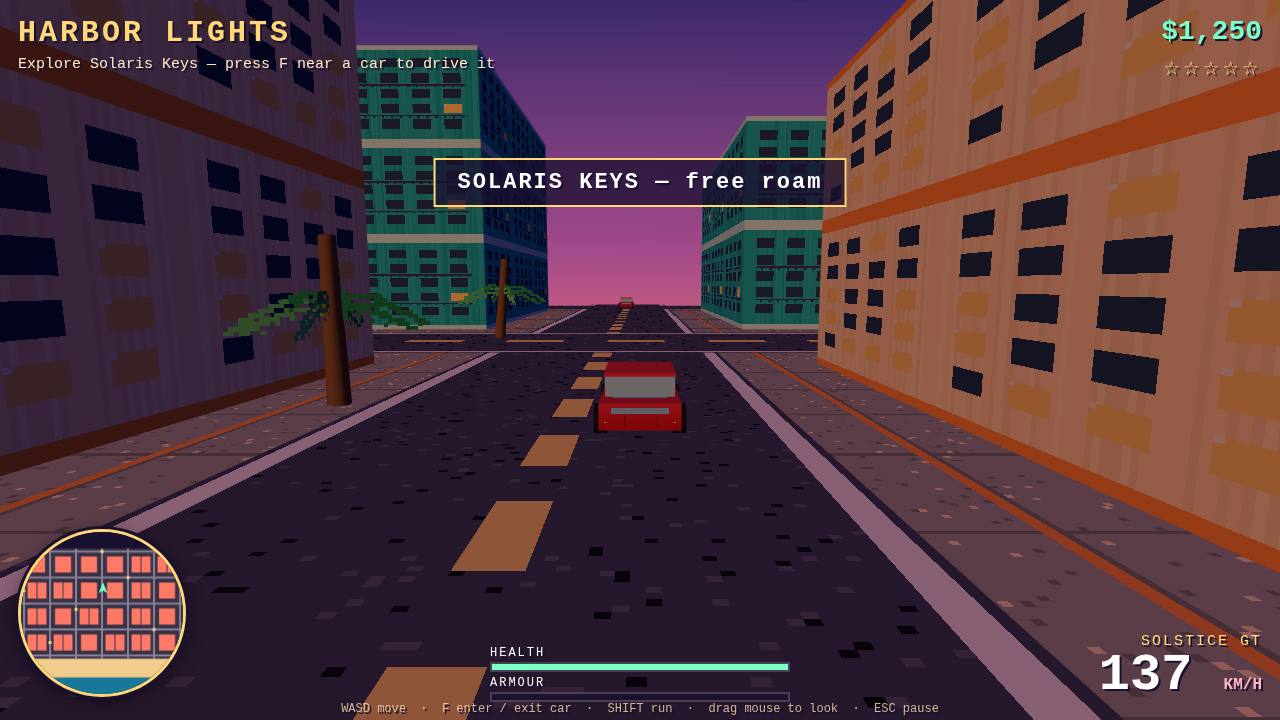 HARBOR LIGHTS
Explore Solaris Keys — press F near a car to drive it
$1,250
SOLARIS KEYS — free roam
HEALTH
ARMOUR
SOLSTICE GT
137 KM/H
WASD move · F enter / exit car · SHIFT run · drag mouse to look · ESC pause